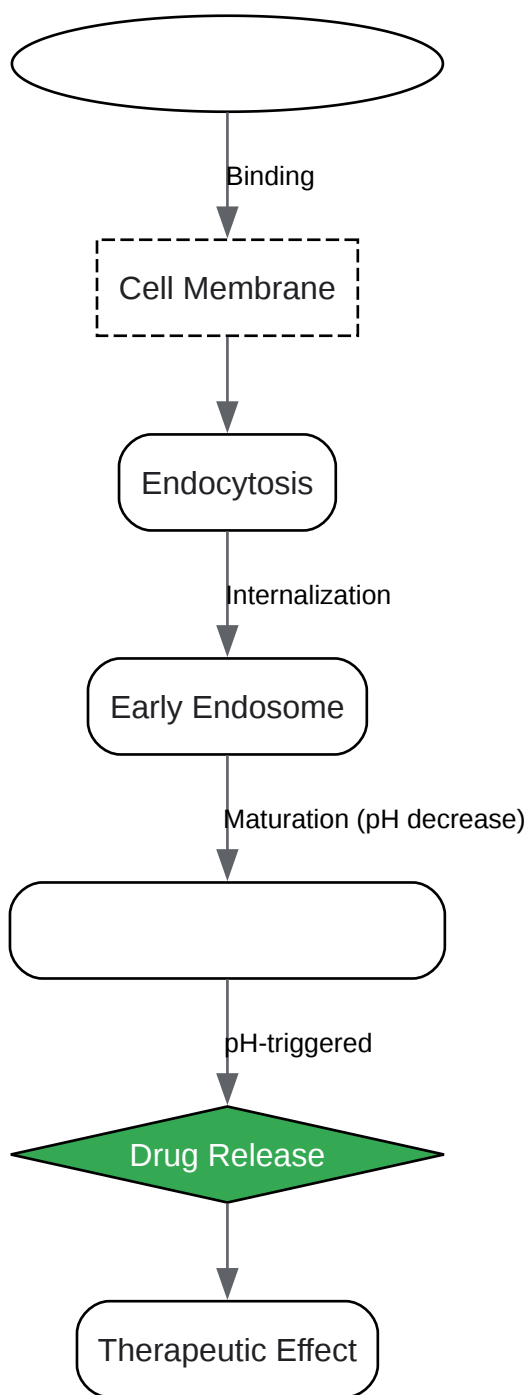 Binding
Cell Membrane
Endocytosis
Internalization
Early Endosome
Maturation (pH decrease)
pH-triggered
Drug Release
Therapeutic Effect